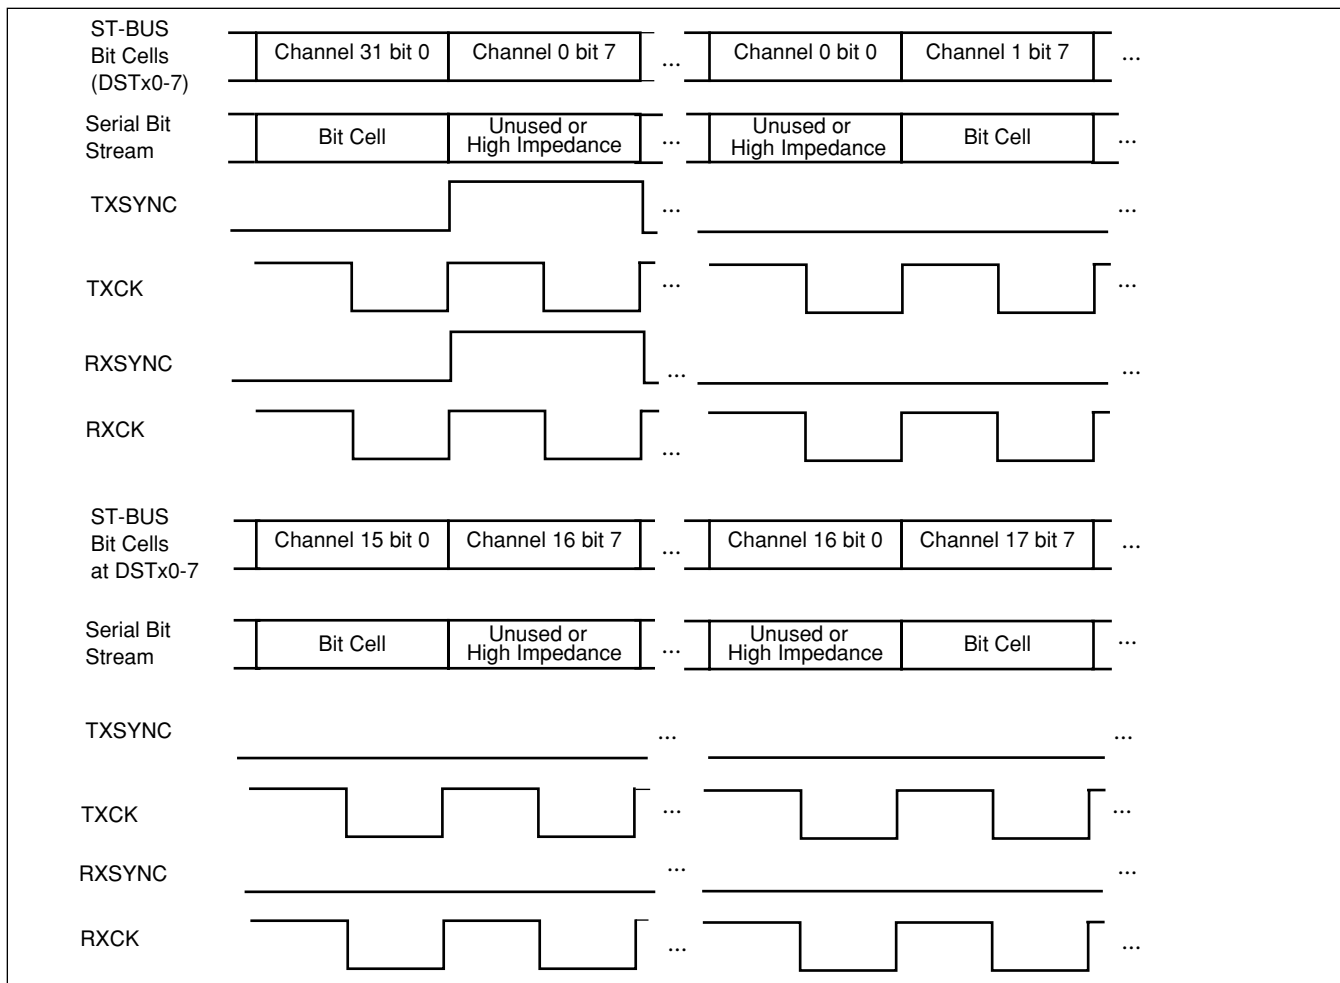 ST-BUS
Bit Cells
(DSTx0-7)
Channel 31 bit 0
Channel 0 bit 7
...
Channel 0 bit 0
Channel 1 bit 7
...
Serial Bit
Stream
Bit Cell
Unused or
High Impedance
...
Unused or
High Impedance
Bit Cell
...
TXSYNC
...
...
TXCK
...
...
RXSYNC
...
...
RXCK
...
...
ST-BUS
Bit Cells
at DSTx0-7
Channel 15 bit 0
Channel 16 bit 7
...
Channel 16 bit 0
Channel 17 bit 7
...
Serial Bit
Stream
Bit Cell
Unused or
High Impedance
...
Unused or
High Impedance
Bit Cell
...
TXSYNC
...
...
TXCK
...
...
RXSYNC
...
...
RXCK
...
...